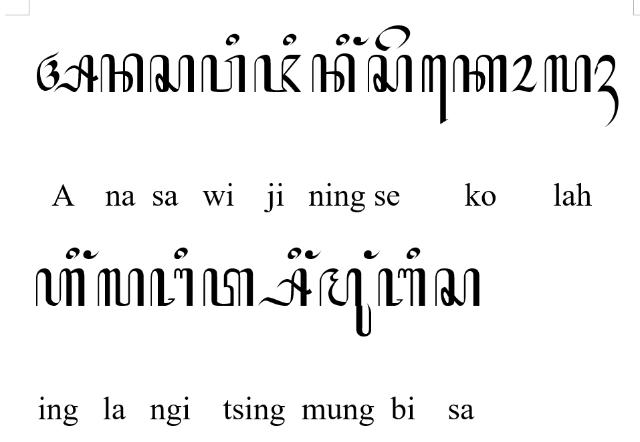 ꦄꦤꦱꦮꦶꦗꦶꦤꦶꦁꦱꦼꦏꦺꦴꦭꦃ
A na sa wi ji ning se ko lah
ꦲꦶꦁꦭꦔꦶꦠ꧀ꦱꦶꦁꦩꦸꦁꦧꦶꦱ
ing la ngi tsing mung bi sa